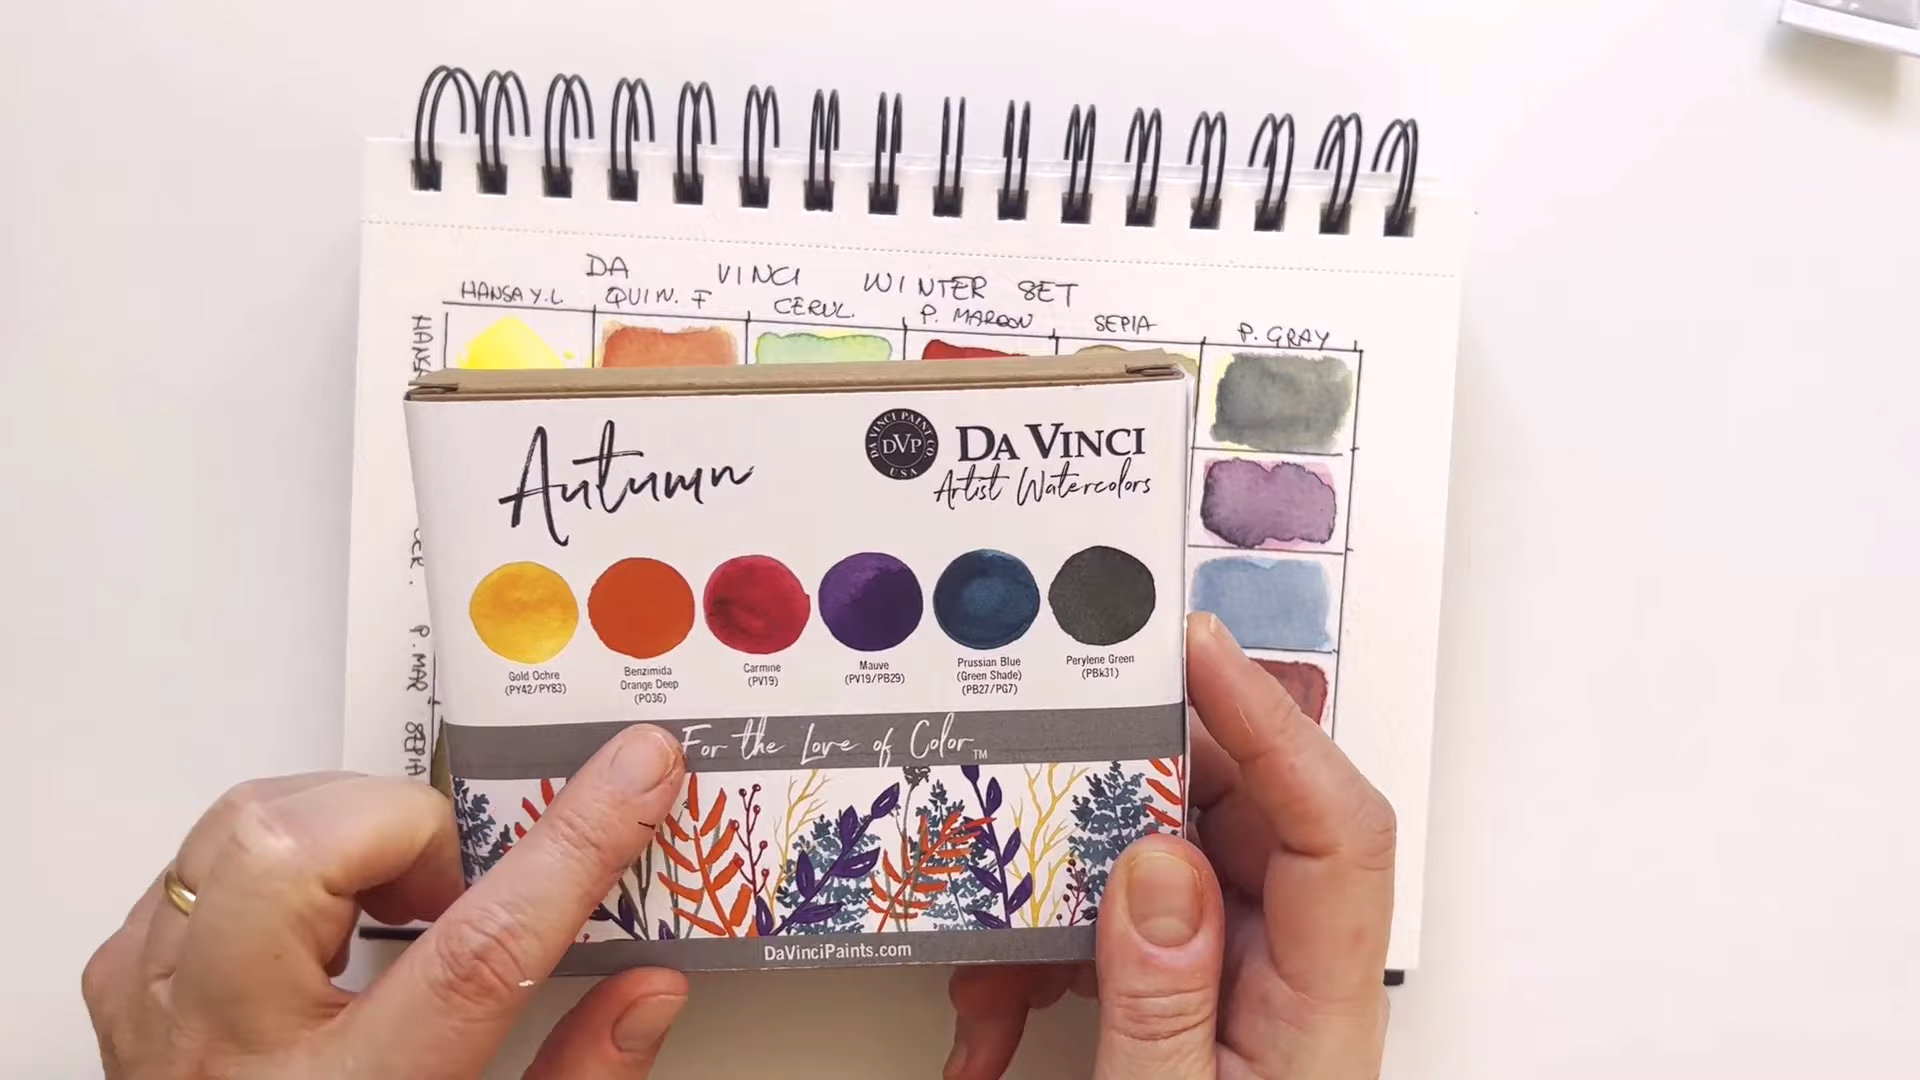 DA VINCI WINTER SET
HANSA Y.L QUIN. F CERUL. P. MAROON SEPIA P. GRAY
P. MAR
SEPIA
Autumn
DA VINCI PAINT CO.
DVP
USA
DA VINCI
Artist Watercolors
Gold Ochre
(PY42/PY83)
Benzimida
Orange Deep
(PO36)
Carmine
(PV19)
Mauve
(PV19/PB29)
Prussian Blue
(Green Shade)
(PB27/PG7)
Perylene Green
(PBk31)
For the Love of Color™
DaVinciPaints.com